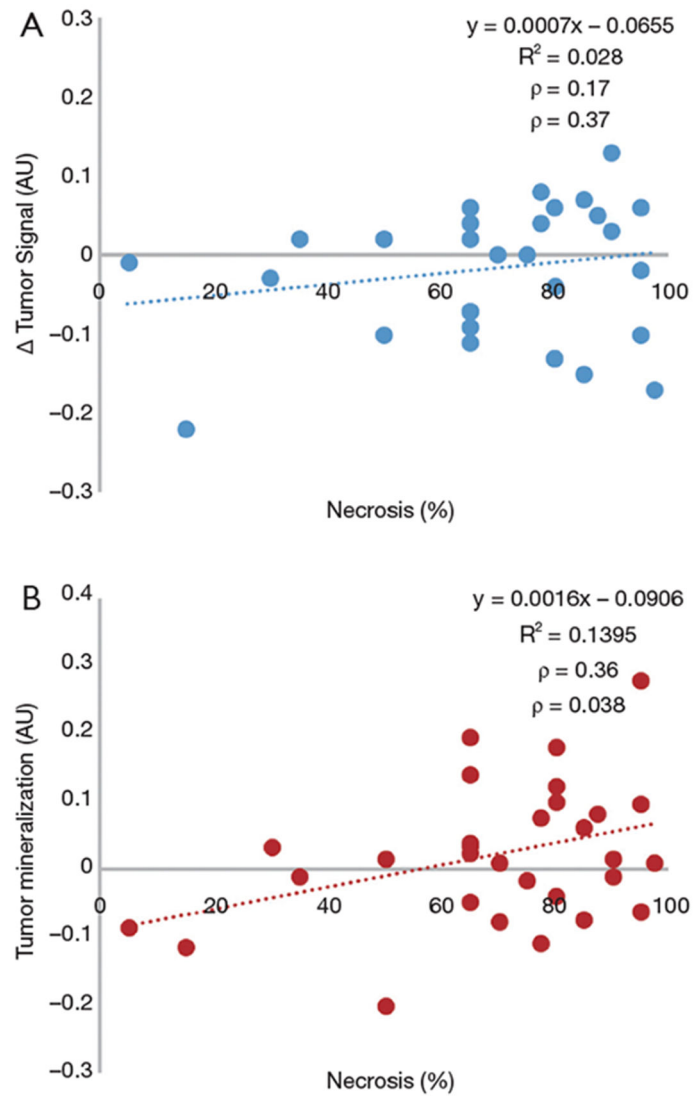 A
y = 0.0007x – 0.0655
R² = 0.028
ρ = 0.17
ρ = 0.37
0.3
0.2
0.1
0
–0.1
–0.2
–0.3
Δ Tumor Signal (AU)
0 20 40 60 80 100
Necrosis (%)
B
y = 0.0016x – 0.0906
R² = 0.1395
ρ = 0.36
ρ = 0.038
0.4
0.3
0.2
0.1
0
–0.1
–0.2
–0.3
Tumor mineralization (AU)
0 20 40 60 80 100
Necrosis (%)